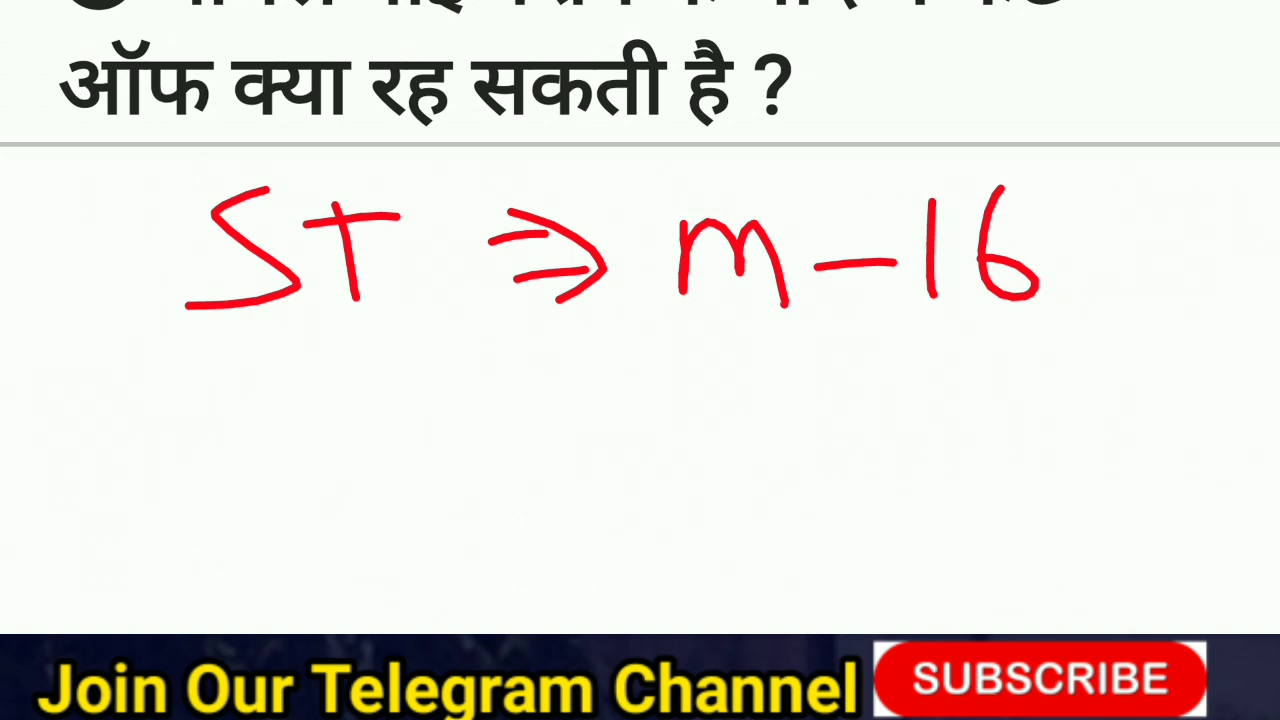 ऑफ क्या रह सकती है ?
ST ⇒ m - 16
Join Our Telegram Channel SUBSCRIBE